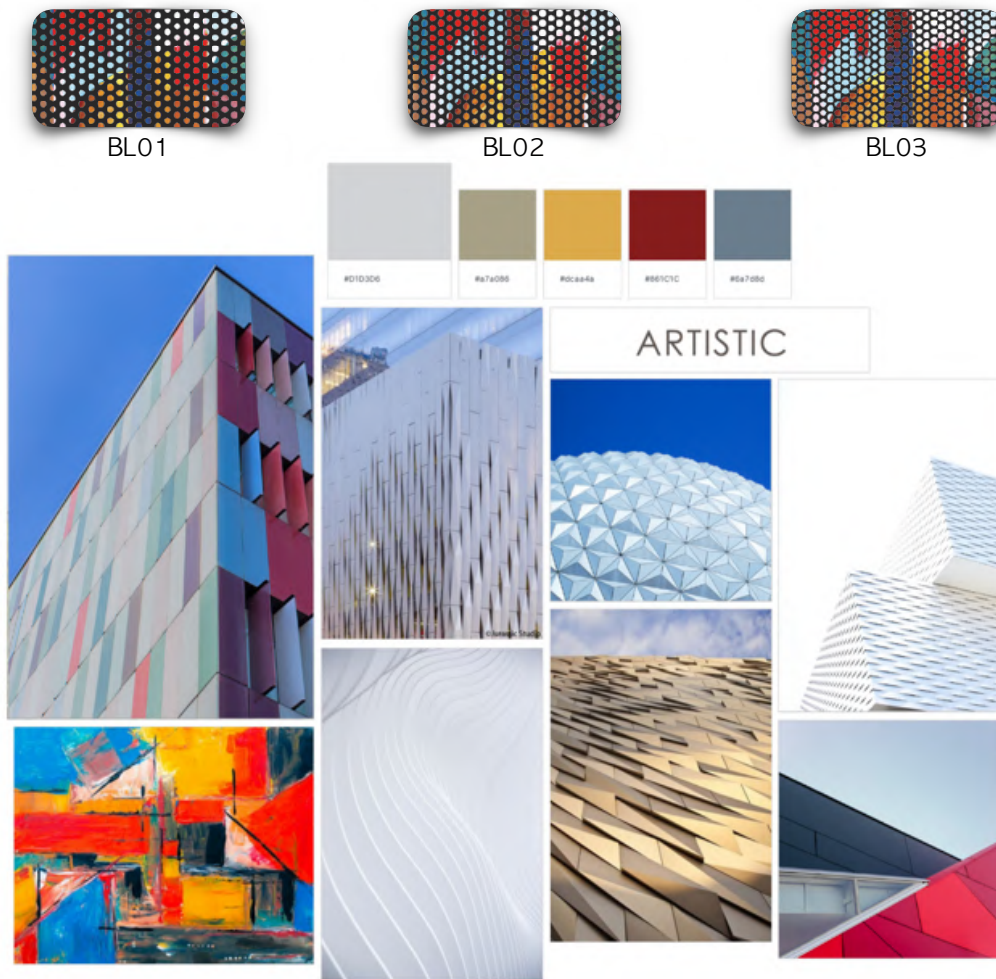 BL01
BL02
BL03
#D1D3D6
#a7a086
#dcaa4a
#861C1C
#6a7d8d
ARTISTIC